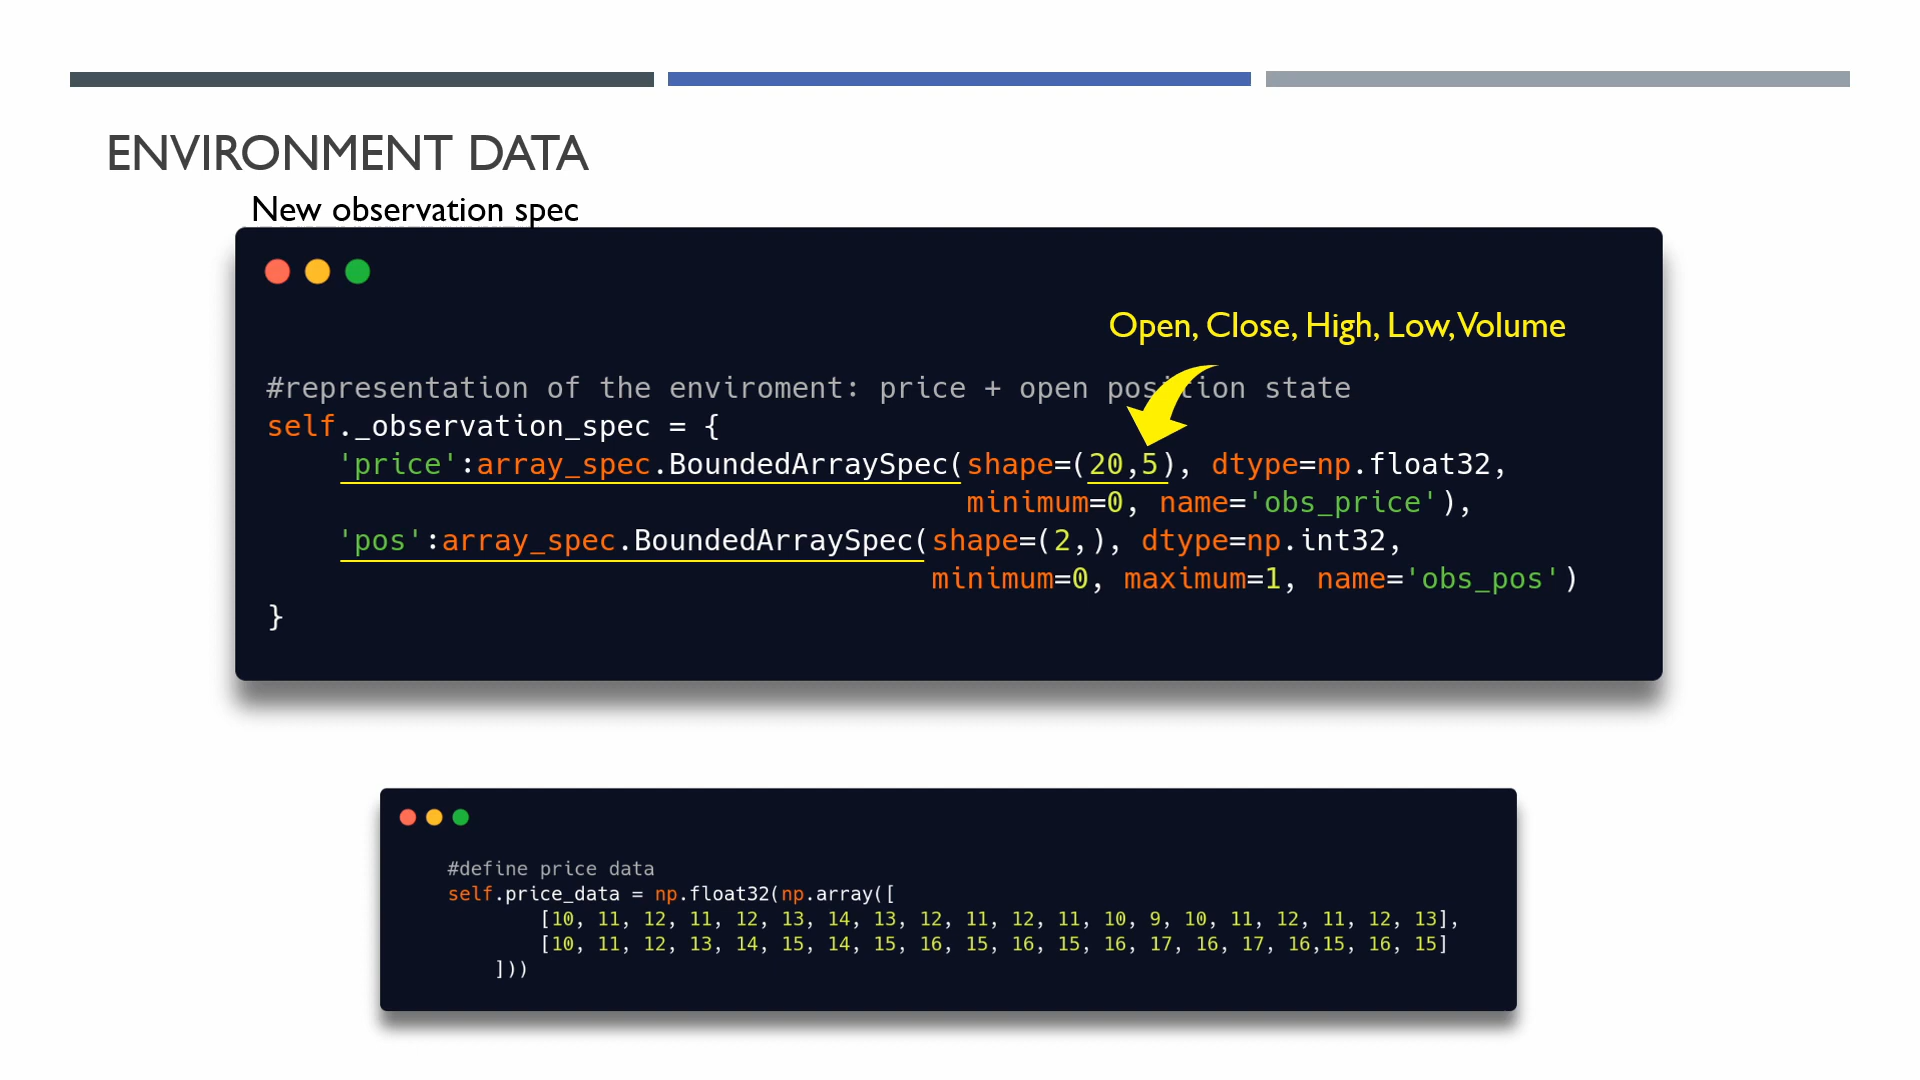 ENVIRONMENT DATA
New observation spec
Open, Close, High, Low, Volume
#representation of the enviroment: price + open position state
self._observation_spec = {
    'price':array_spec.BoundedArraySpec(shape=(20,5), dtype=np.float32,
                                        minimum=0, name='obs_price'),
    'pos':array_spec.BoundedArraySpec(shape=(2,), dtype=np.int32,
                                      minimum=0, maximum=1, name='obs_pos')
}
#define price data
self.price_data = np.float32(np.array([
        [10, 11, 12, 11, 12, 13, 14, 13, 12, 11, 12, 11, 10, 9, 10, 11, 12, 11, 12, 13],
        [10, 11, 12, 13, 14, 15, 14, 15, 16, 15, 16, 15, 16, 17, 16, 17, 16,15, 16, 15]
    ]))